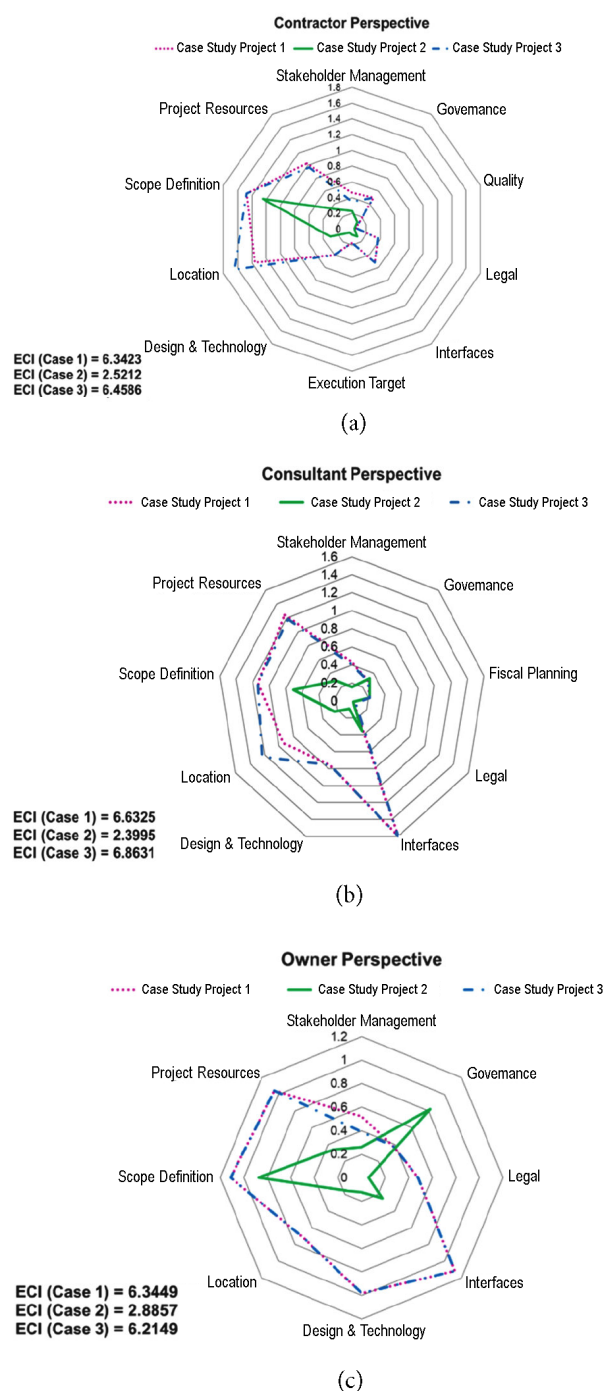 Contractor Perspective
Case Study Project 1 Case Study Project 2 Case Study Project 3
Stakeholder Management
1.8
Project Resources
Govemance
1.6
1.4
1.2
1
0.8
Scope Definition
Quality
0.6
0.4
0.2
0
Location
Legal
Design & Technology
Interfaces
ECI (Case 1) = 6.3423
ECI (Case 2) = 2.5212
ECI (Case 3) = 6.4586
Execution Target
(a)
Consultant Perspective
Case Study Project 1 Case Study Project 2 Case Study Project 3
Stakeholder Management
1.6
Project Resources
Govemance
1.4
1.2
1
0.8
0.6
Scope Definition
Fiscal Planning
0.4
0.2
0
Location
Legal
ECI (Case 1) = 6.6325
ECI (Case 2) = 2.3995
ECI (Case 3) = 6.8631
Design & Technology
Interfaces
(b)
Owner Perspective
Case Study Project 1 Case Study Project 2 Case Study Project 3
Stakeholder Management
1.2
Project Resources
Govemance
1
0.8
0.6
0.4
0.2
Scope Definition
0
Legal
Location
Interfaces
ECI (Case 1) = 6.3449
ECI (Case 2) = 2.8857
ECI (Case 3) = 6.2149
Design & Technology
(c)